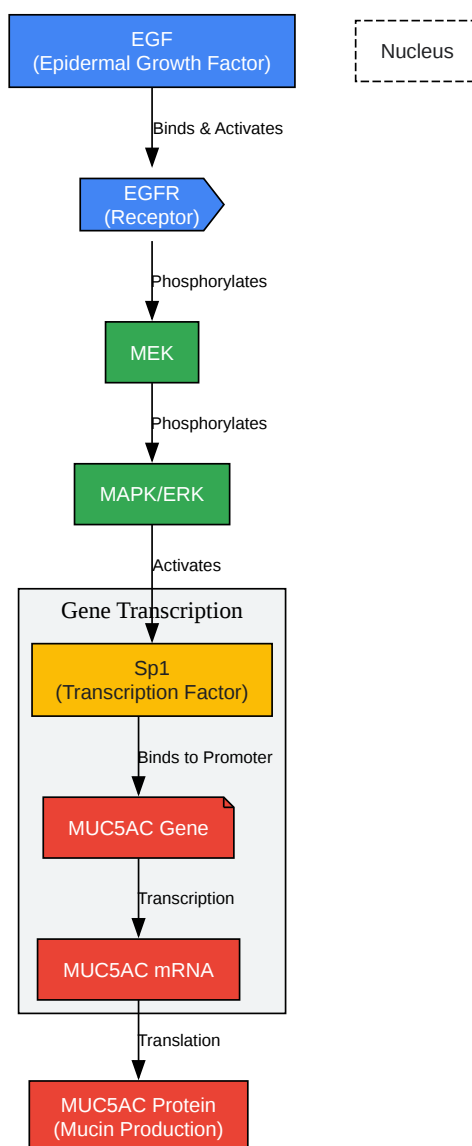 EGF
(Epidermal Growth Factor)
Nucleus
Binds & Activates
EGFR
(Receptor)
Phosphorylates
MEK
Phosphorylates
MAPK/ERK
Activates
Gene Transcription
Sp1
(Transcription Factor)
Binds to Promoter
MUC5AC Gene
Transcription
MUC5AC mRNA
Translation
MUC5AC Protein
(Mucin Production)